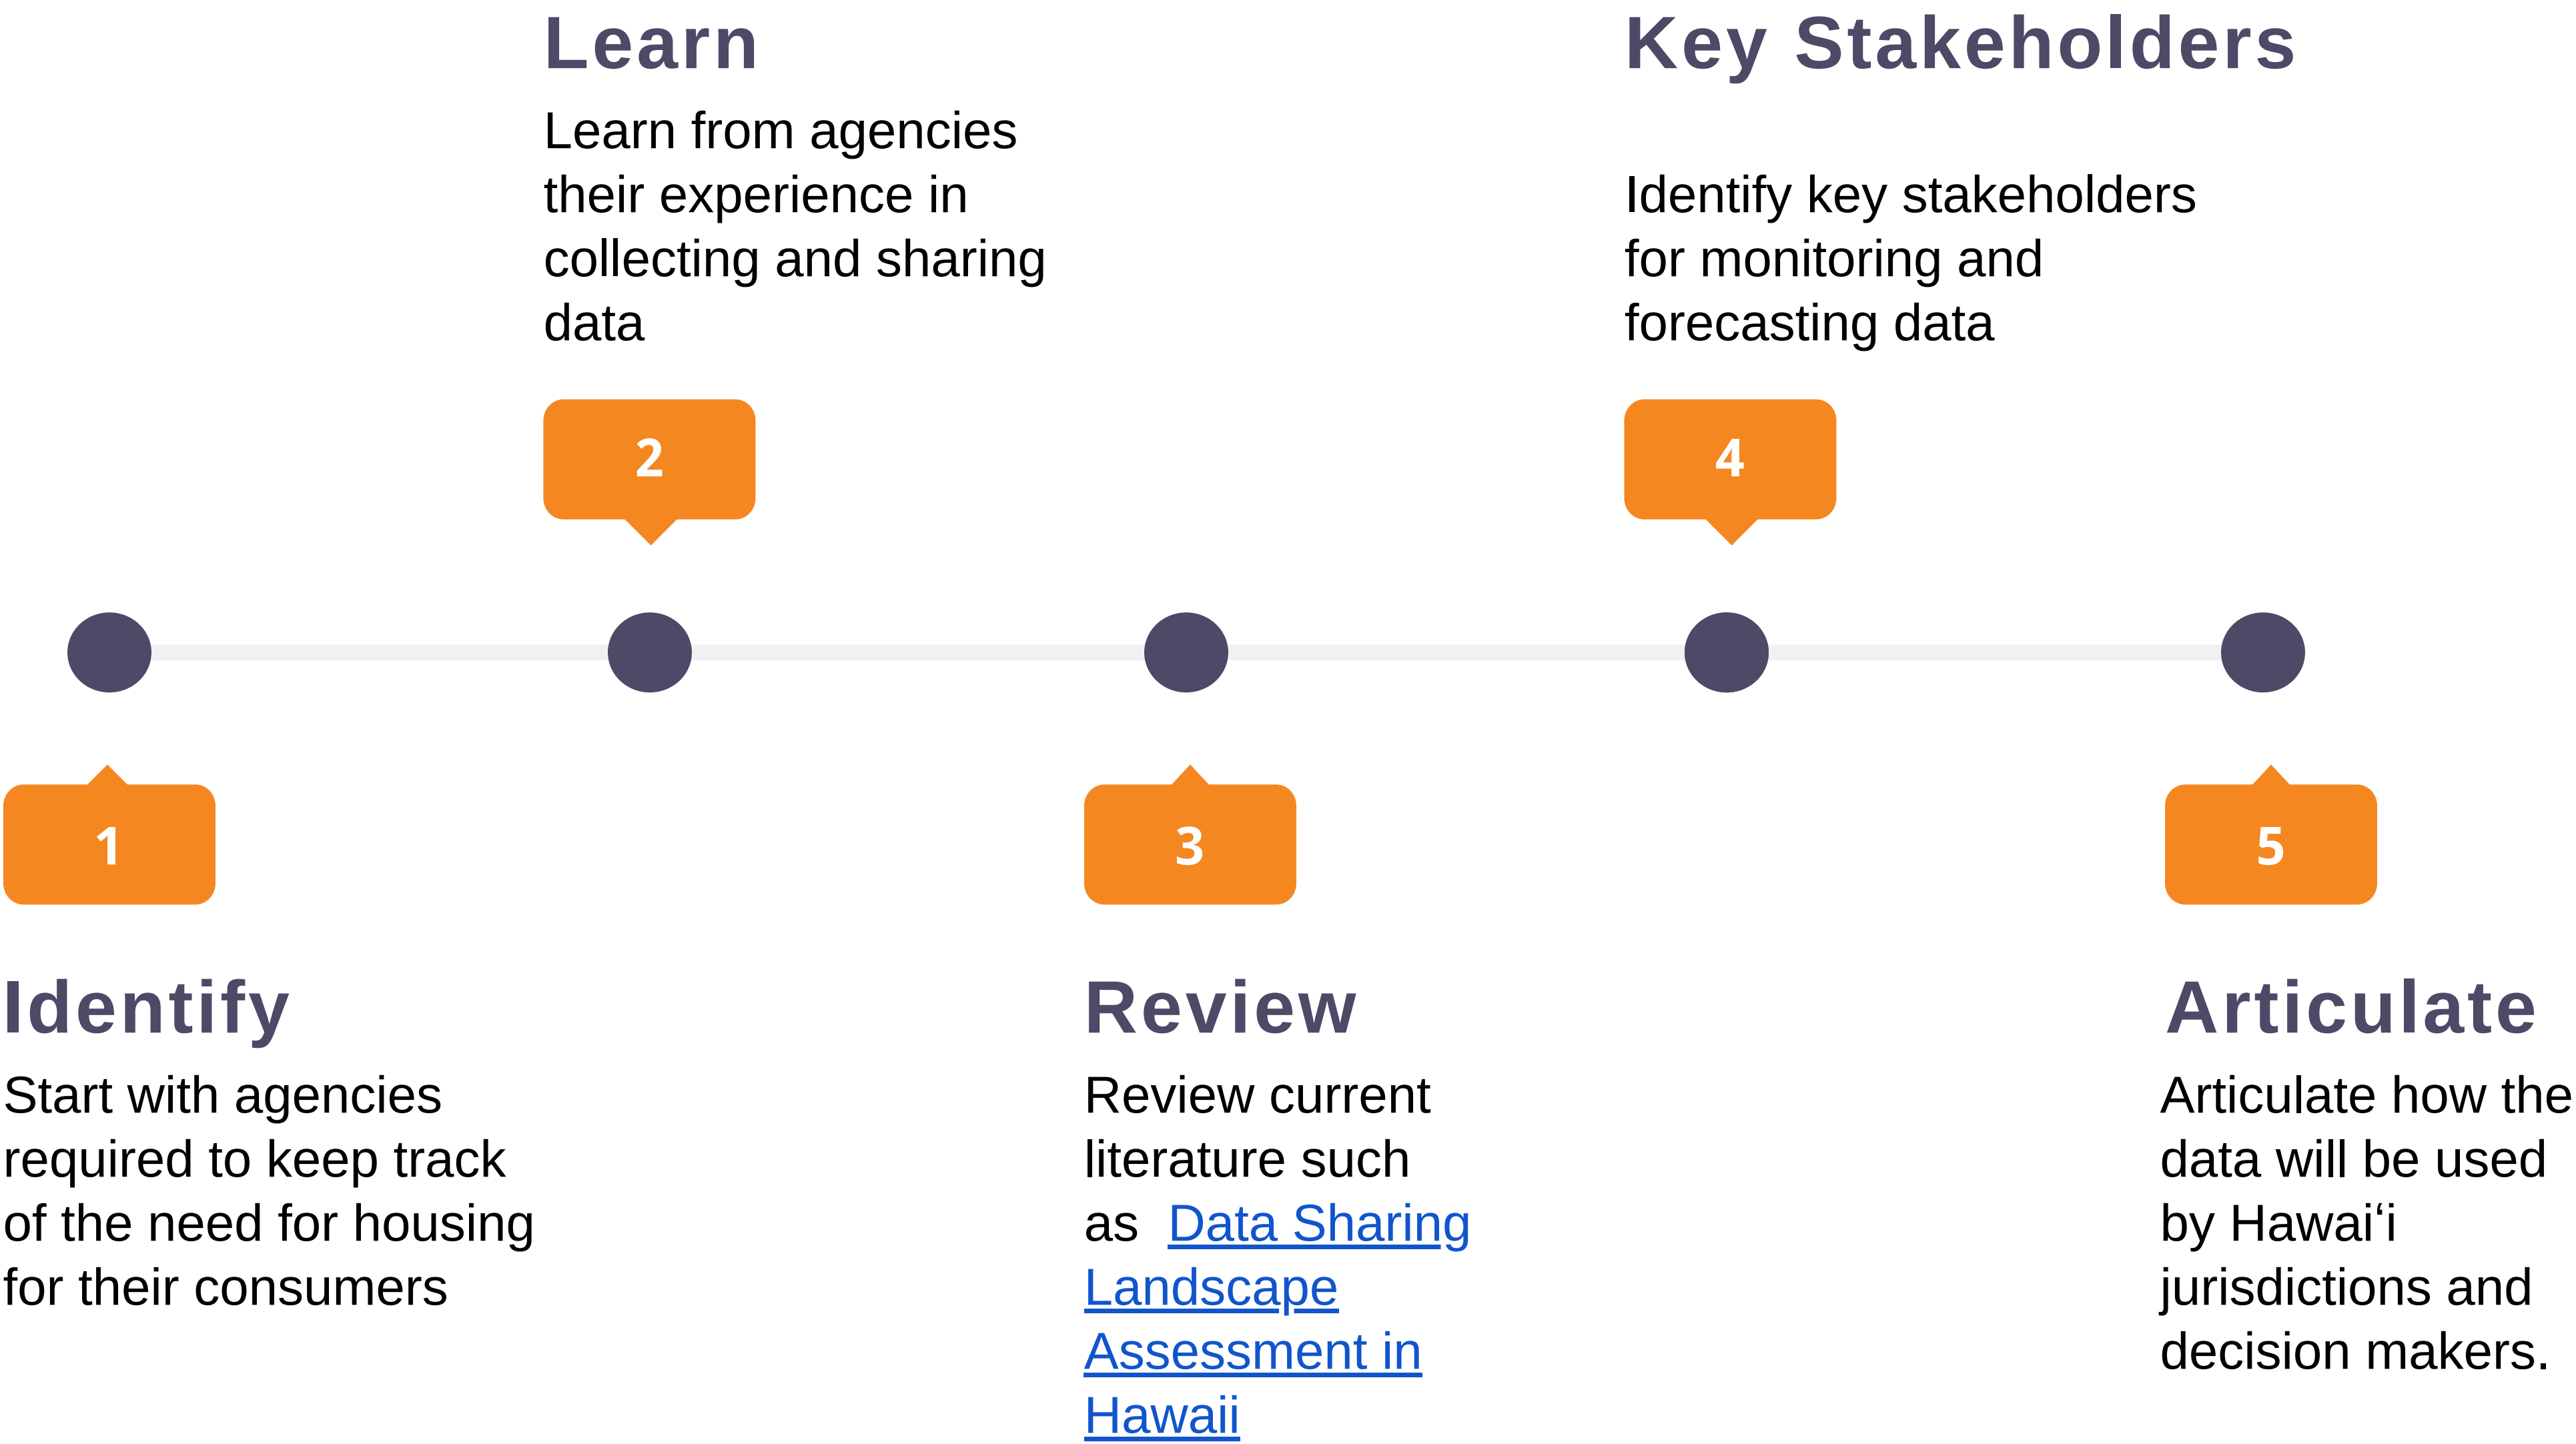 Learn
Learn from agencies
their experience in
collecting and sharing
data
2
Key Stakeholders
Identify key stakeholders
for monitoring and
forecasting data
4
1
Identify
Start with agencies
required to keep track
of the need for housing
for their consumers
3
Review
Review current
literature such
as  Data Sharing
Landscape
Assessment in
Hawaii
5
Articulate
Articulate how the
data will be used
by Hawaiʻi
jurisdictions and
decision makers.